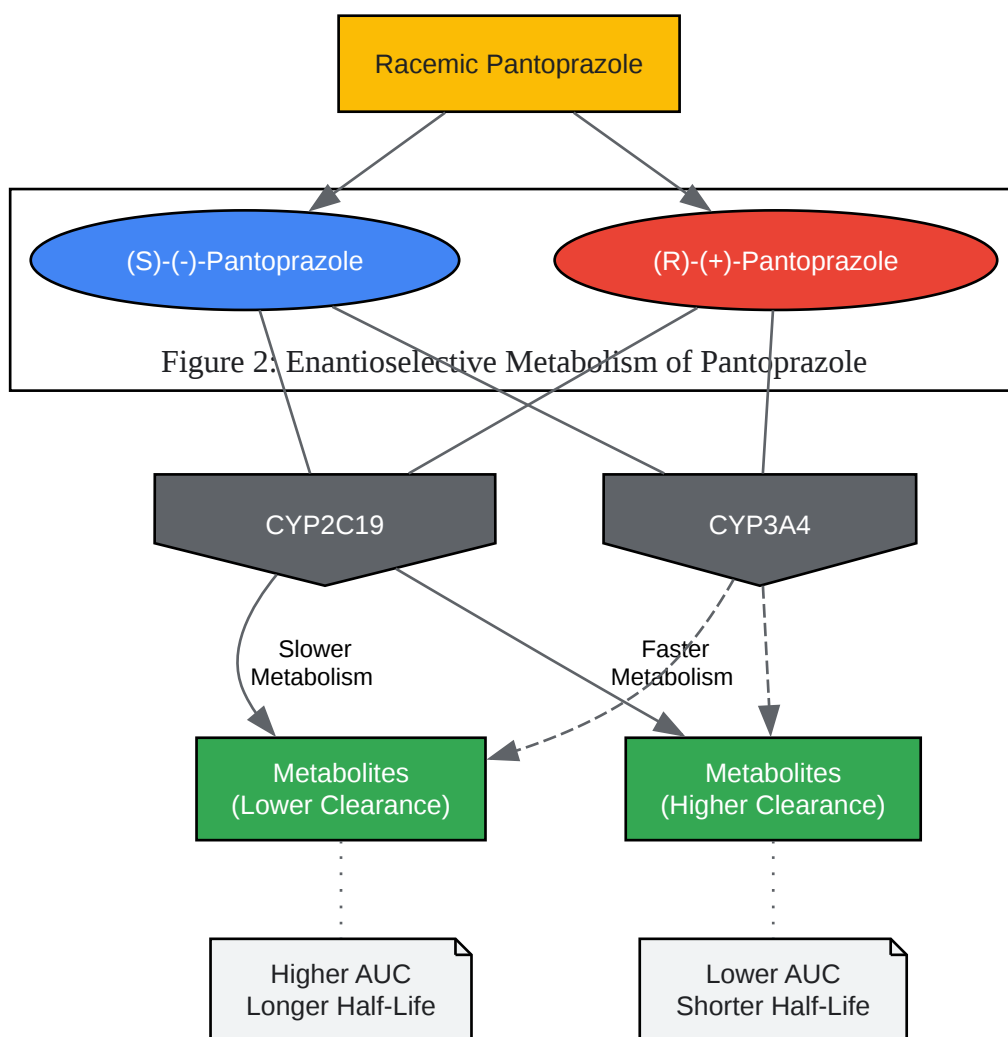 Racemic Pantoprazole
(S)-(-)-Pantoprazole
(R)-(+)-Pantoprazole
Figure 2: Enantioselective Metabolism of Pantoprazole
CYP2C19
CYP3A4
Slower
Metabolism
Faster
Metabolism
Metabolites
(Lower Clearance)
Metabolites
(Higher Clearance)
Higher AUC
Longer Half-Life
Lower AUC
Shorter Half-Life